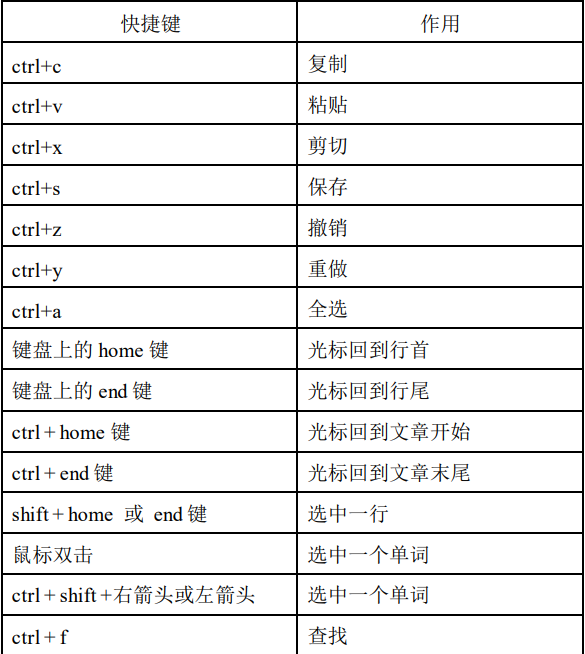 快捷键 作用
ctrl+c 复制
ctrl+v 粘贴
ctrl+x 剪切
ctrl+s 保存
ctrl+z 撤销
ctrl+y 重做
ctrl+a 全选
键盘上的 home 键 光标回到行首
键盘上的 end 键 光标回到行尾
ctrl + home 键 光标回到文章开始
ctrl + end 键 光标回到文章末尾
shift + home 或 end 键 选中一行
鼠标双击 选中一个单词
ctrl + shift +右箭头或左箭头 选中一个单词
ctrl + f 查找